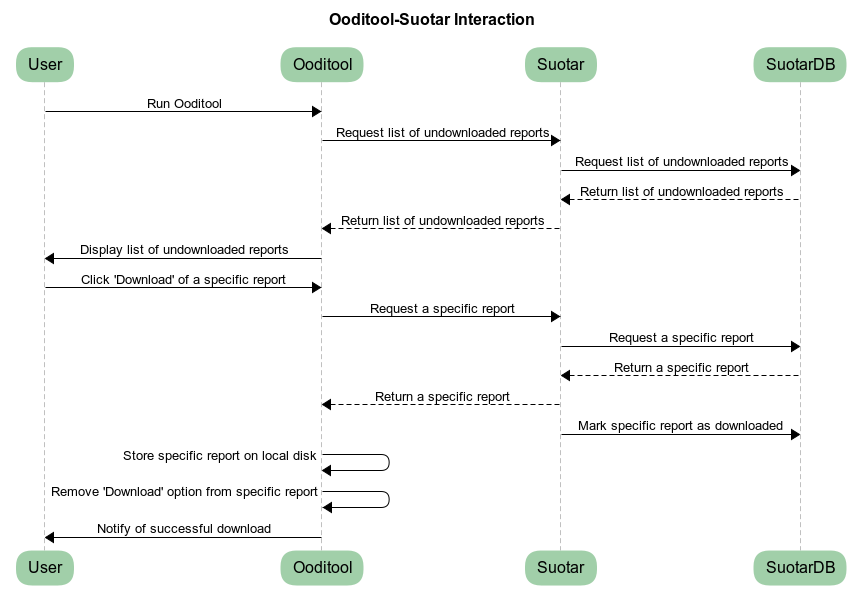 Ooditool-Suotar Interaction
User
Ooditool
Suotar
SuotarDB
Run Ooditool
Request list of undownloaded reports
Request list of undownloaded reports
Return list of undownloaded reports
Return list of undownloaded reports
Display list of undownloaded reports
Click 'Download' of a specific report
Request a specific report
Request a specific report
Return a specific report
Return a specific report
Mark specific report as downloaded
Store specific report on local disk
Remove 'Download' option from specific report
Notify of successful download
User
Ooditool
Suotar
SuotarDB